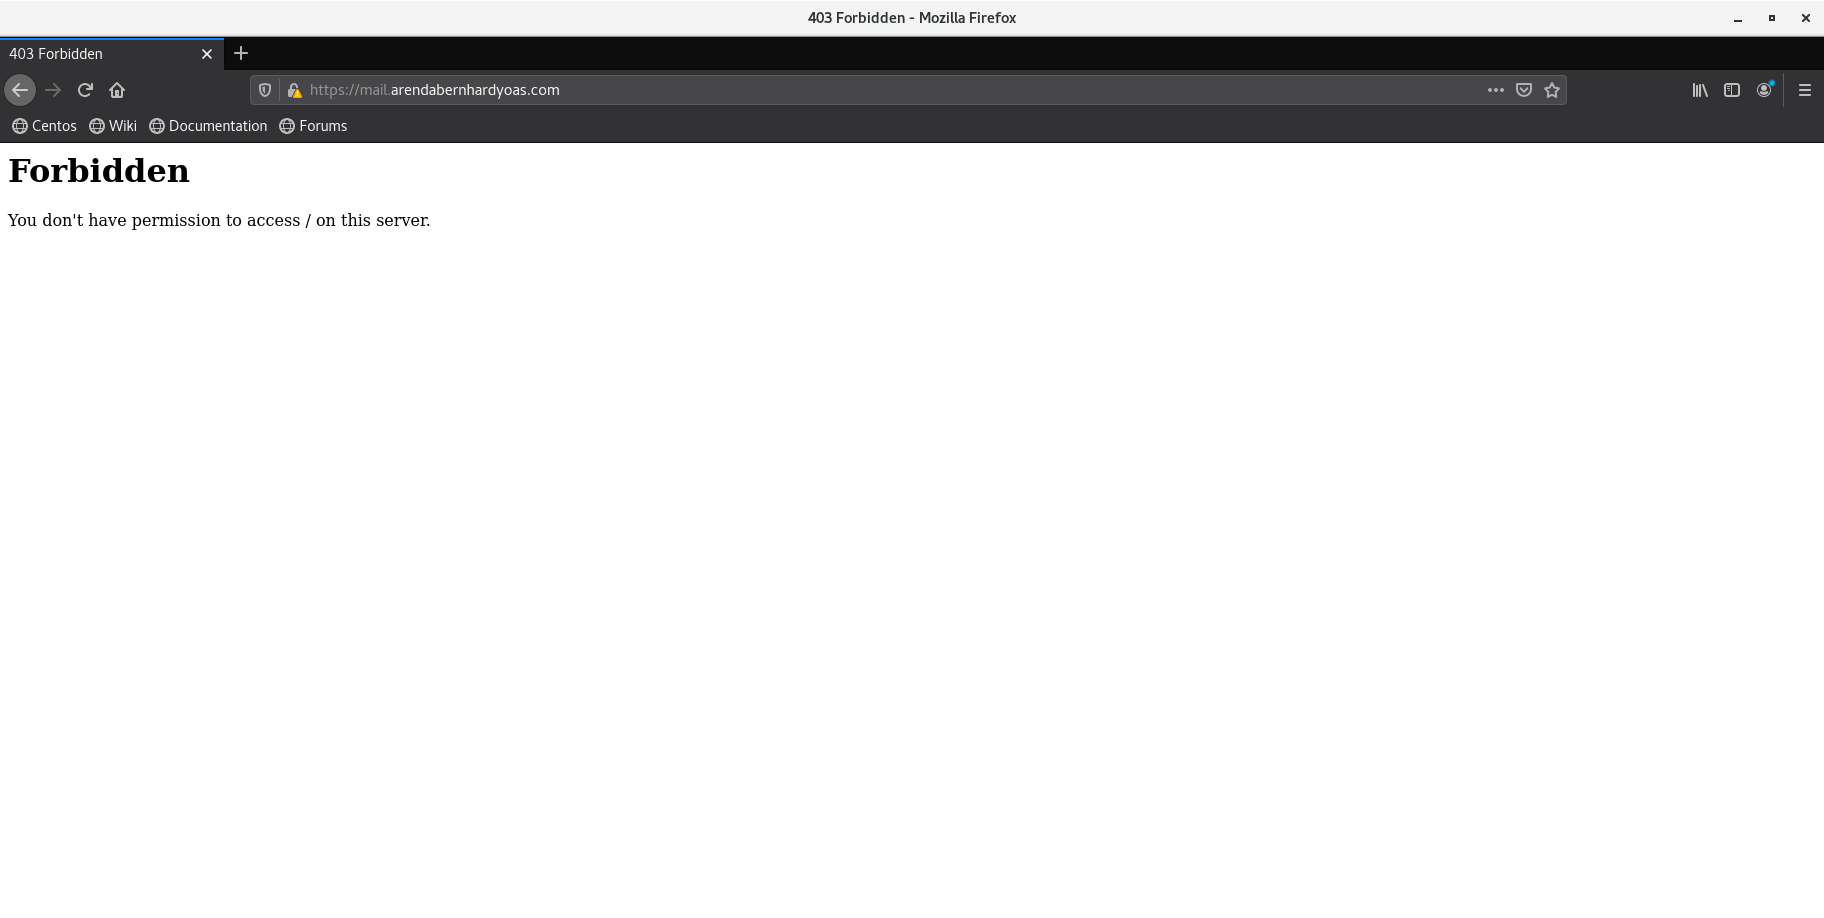 403 Forbidden - Mozilla Firefox
403 Forbidden
https://mail.arendabernhardyoas.com
Centos Wiki Documentation Forums
Forbidden
You don't have permission to access / on this server.